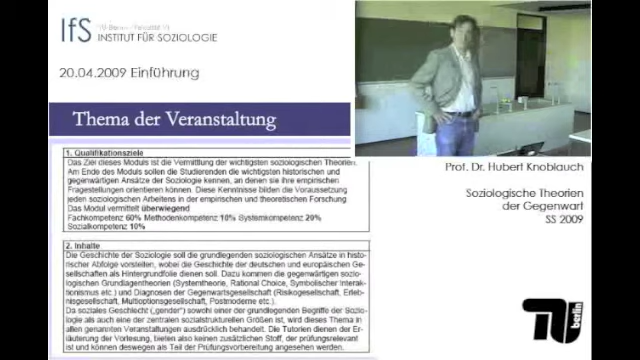 IfS
TU Berlin - Fakultät VI
INSTITUT FÜR SOZIOLOGIE
20.04.2009 Einführung
Thema der Veranstaltung
1. Qualifikationsziele
Das Ziel dieses Moduls ist die Vermittlung der wichtigsten soziologischen Theorien.
Am Ende des Moduls sollen die Studierenden die wichtigsten historischen und
gegenwärtigen Ansätze der Soziologie kennen, an denen sie ihre empirischen
Fragestellungen orientieren können. Diese Kenntnisse bilden die Voraussetzung
jeden soziologischen Arbeitens in der empirischen und theoretischen Forschung.
Das Modul vermittelt überwiegend
Fachkompetenz 60% Methodenkompetenz 10% Systemkompetenz 20%
Sozialkompetenz 10%
2. Inhalte
Die Geschichte der Soziologie soll die grundlegenden soziologischen Ansätze in histo-
rischer Abfolge vorstellen, wobei die Geschichte der deutschen und europäischen Ge-
sellschaften als Hintergrundfolie dienen soll. Dazu kommen die gegenwärtigen sozio-
logischen Grundlagentheorien (Systemtheorie, Rational Choice, Symbolischer Interak-
tionismus etc.) und Diagnosen der Gegenwartsgesellschaft (Risikogesellschaft, Erleb-
nisgesellschaft, Multioptionsgesellschaft, Postmoderne etc.).
Da soziales Geschlecht („gender“) sowohl einer der grundlegenden Begriffe der Sozio-
logie als auch eine der zentralen sozialstrukturellen Größen ist, wird dieses Thema in
allen genannten Veranstaltungen ausdrücklich behandelt. Die Tutorien dienen der Er-
läuterung der Vorlesung, bieten also keinen zusätzlichen Stoff, der prüfungsrelevant
ist und können deswegen als Teil der Prüfungsvorbereitung angesehen werden.
Prof. Dr. Hubert Knoblauch
Soziologische Theorien
der Gegenwart
SS 2009
berlin